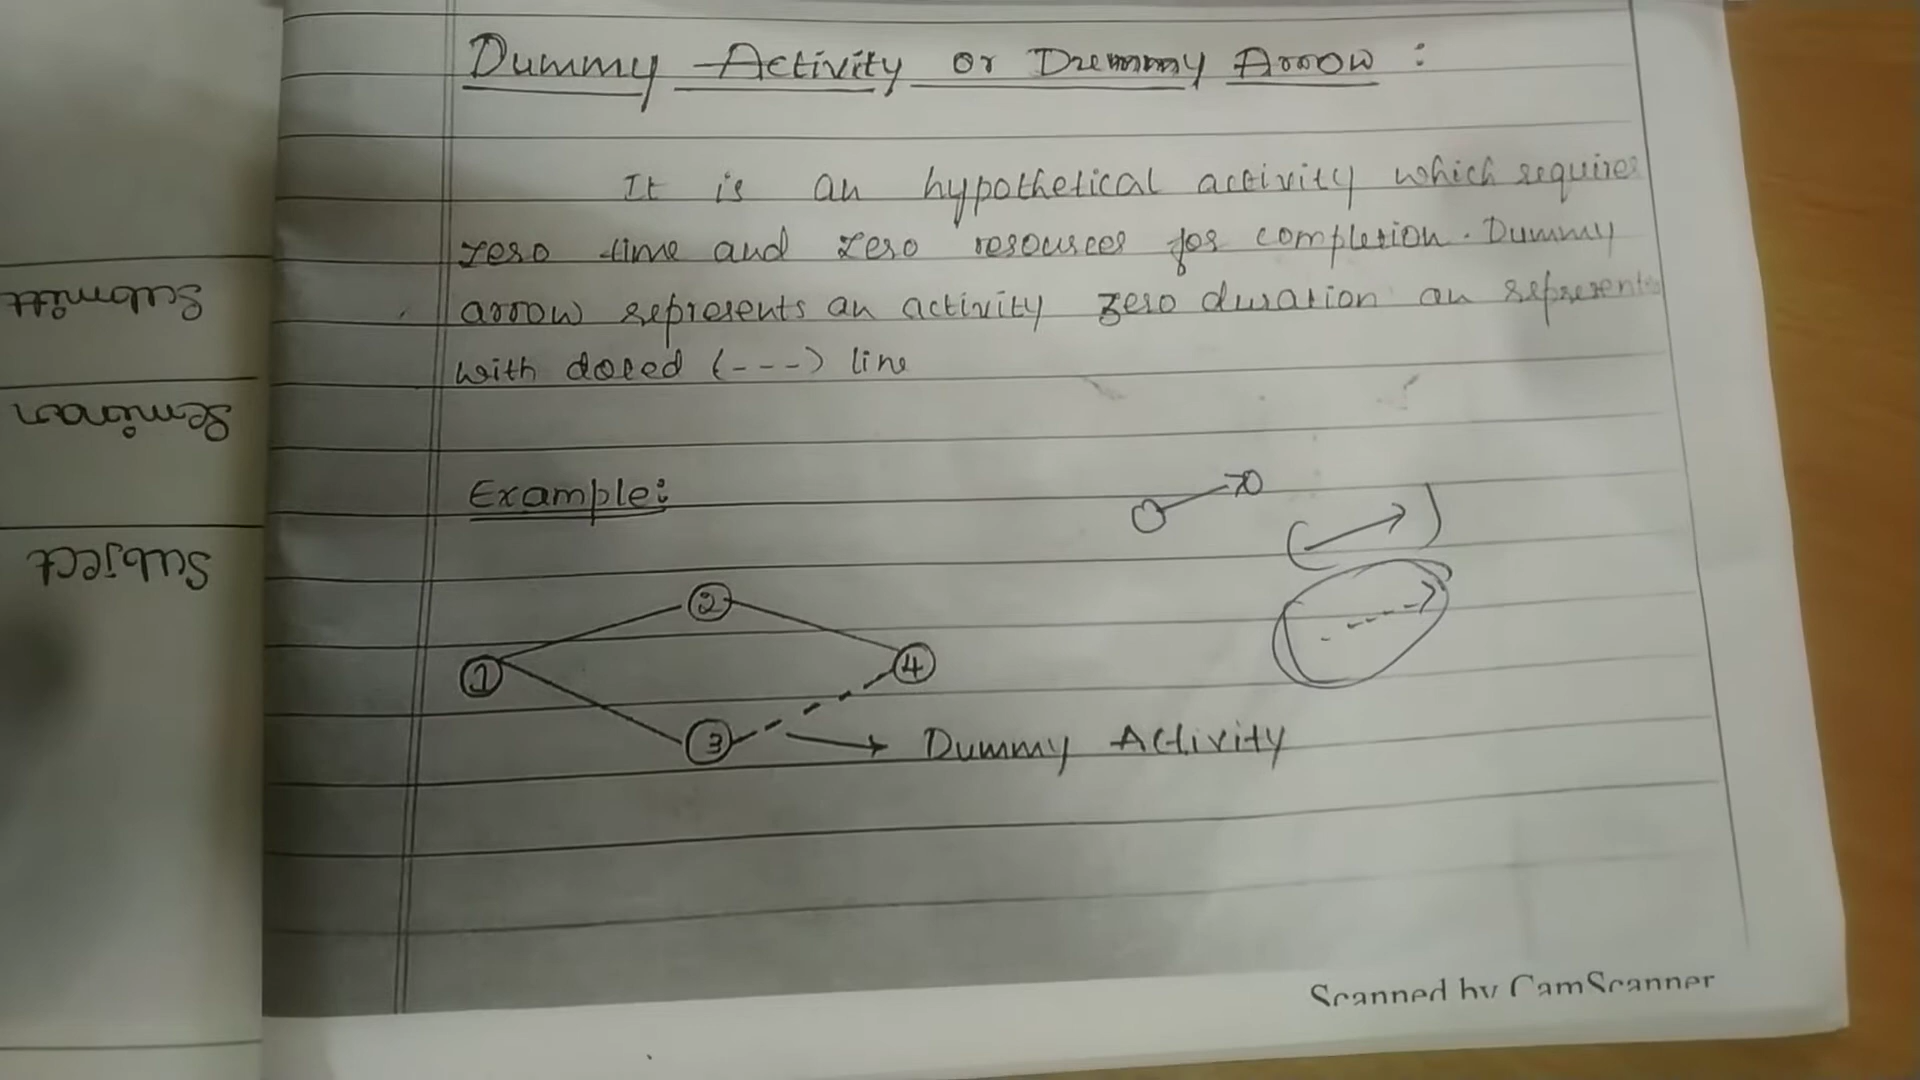 Dummy Activity or Dummy Arrow :
It is an hypothetical activity which requires
zero time and zero resources for completion. Dummy
arrow represents an activity zero duration an represents
with doted (---) line
Example:
2
1
4
3
Dummy Activity
Scanned by CamScanner
Submitt
Seminar
Subject